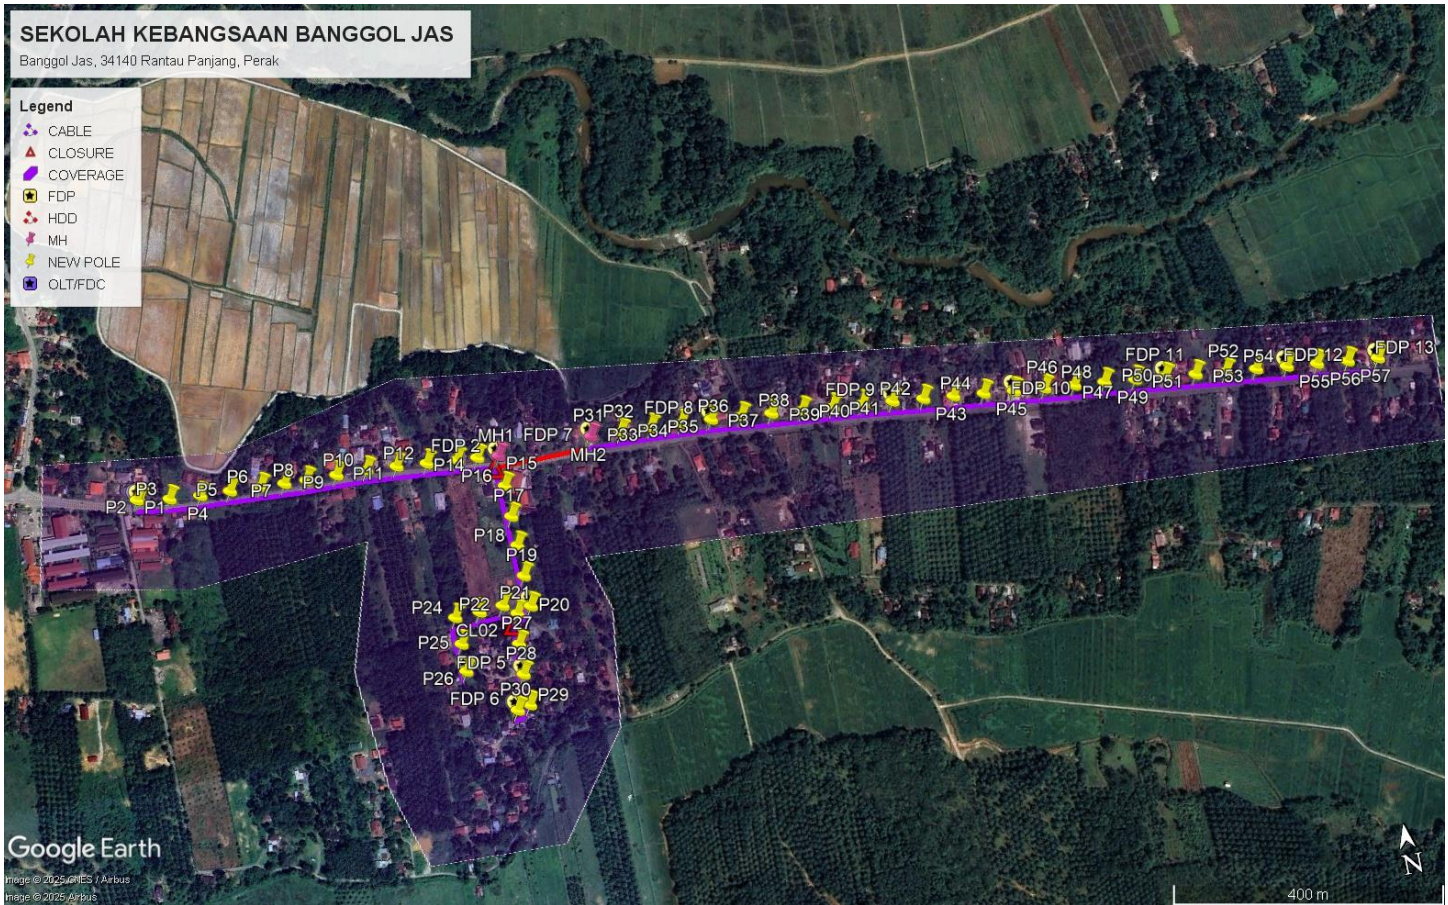 SEKOLAH KEBANGSAAN BANGGOL JAS
Banggol Jas, 34140 Rantau Panjang, Perak
Legend
CABLE
CLOSURE
COVERAGE
FDP
HDD
MH
NEW POLE
OLT/FDC
P2
P3
P1
P4
P5
P6
P7
P8
P9
P10
P11
P12
P14
FDP 2
MH1
P16
P15
P17
P18
P19
P20
P21
P22
P24
P25
P26
CL02
P27
P28
FDP 5
FDP 6
P30
P29
FDP 7
P31
MH2
P32
P33
P34
FDP 8
P35
P36
P37
P38
P39
FDP 9
P40
P41
P42
P43
P44
P45
P46
FDP 10
P48
P47
P49
FDP 11
P50
P51
P52
P53
P54
FDP 12
P55
P56
P57
FDP 13
Google Earth
Image © 2025 CNES / Airbus
Image © 2025 Airbus
N
400 m